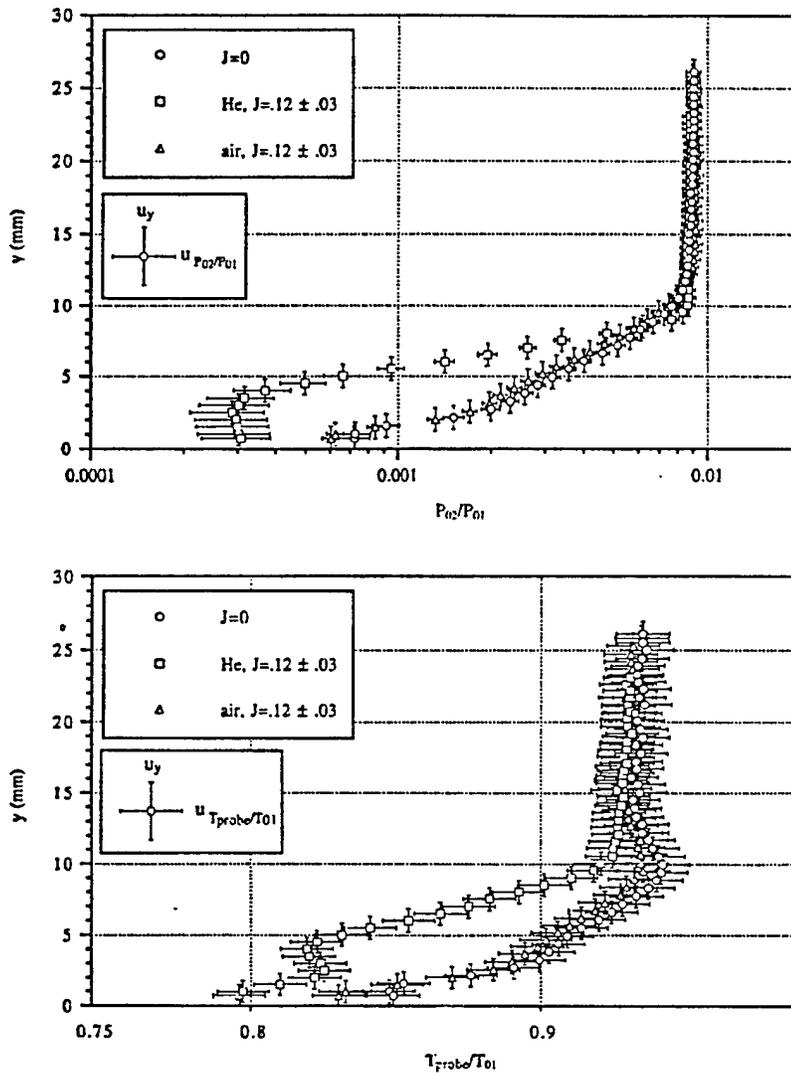 30
25
20
15
10
5
0
y (mm)
J=0
He, J=.12 ± .03
air, J=.12 ± .03
uy
u P02/P01
0.0001
0.001
0.01
P02/P01
30
25
20
15
10
5
0
y (mm)
J=0
He, J=.12 ± .03
air, J=.12 ± .03
uy
u Tprobe/T01
0.75
0.8
0.9
Tprobe/T01